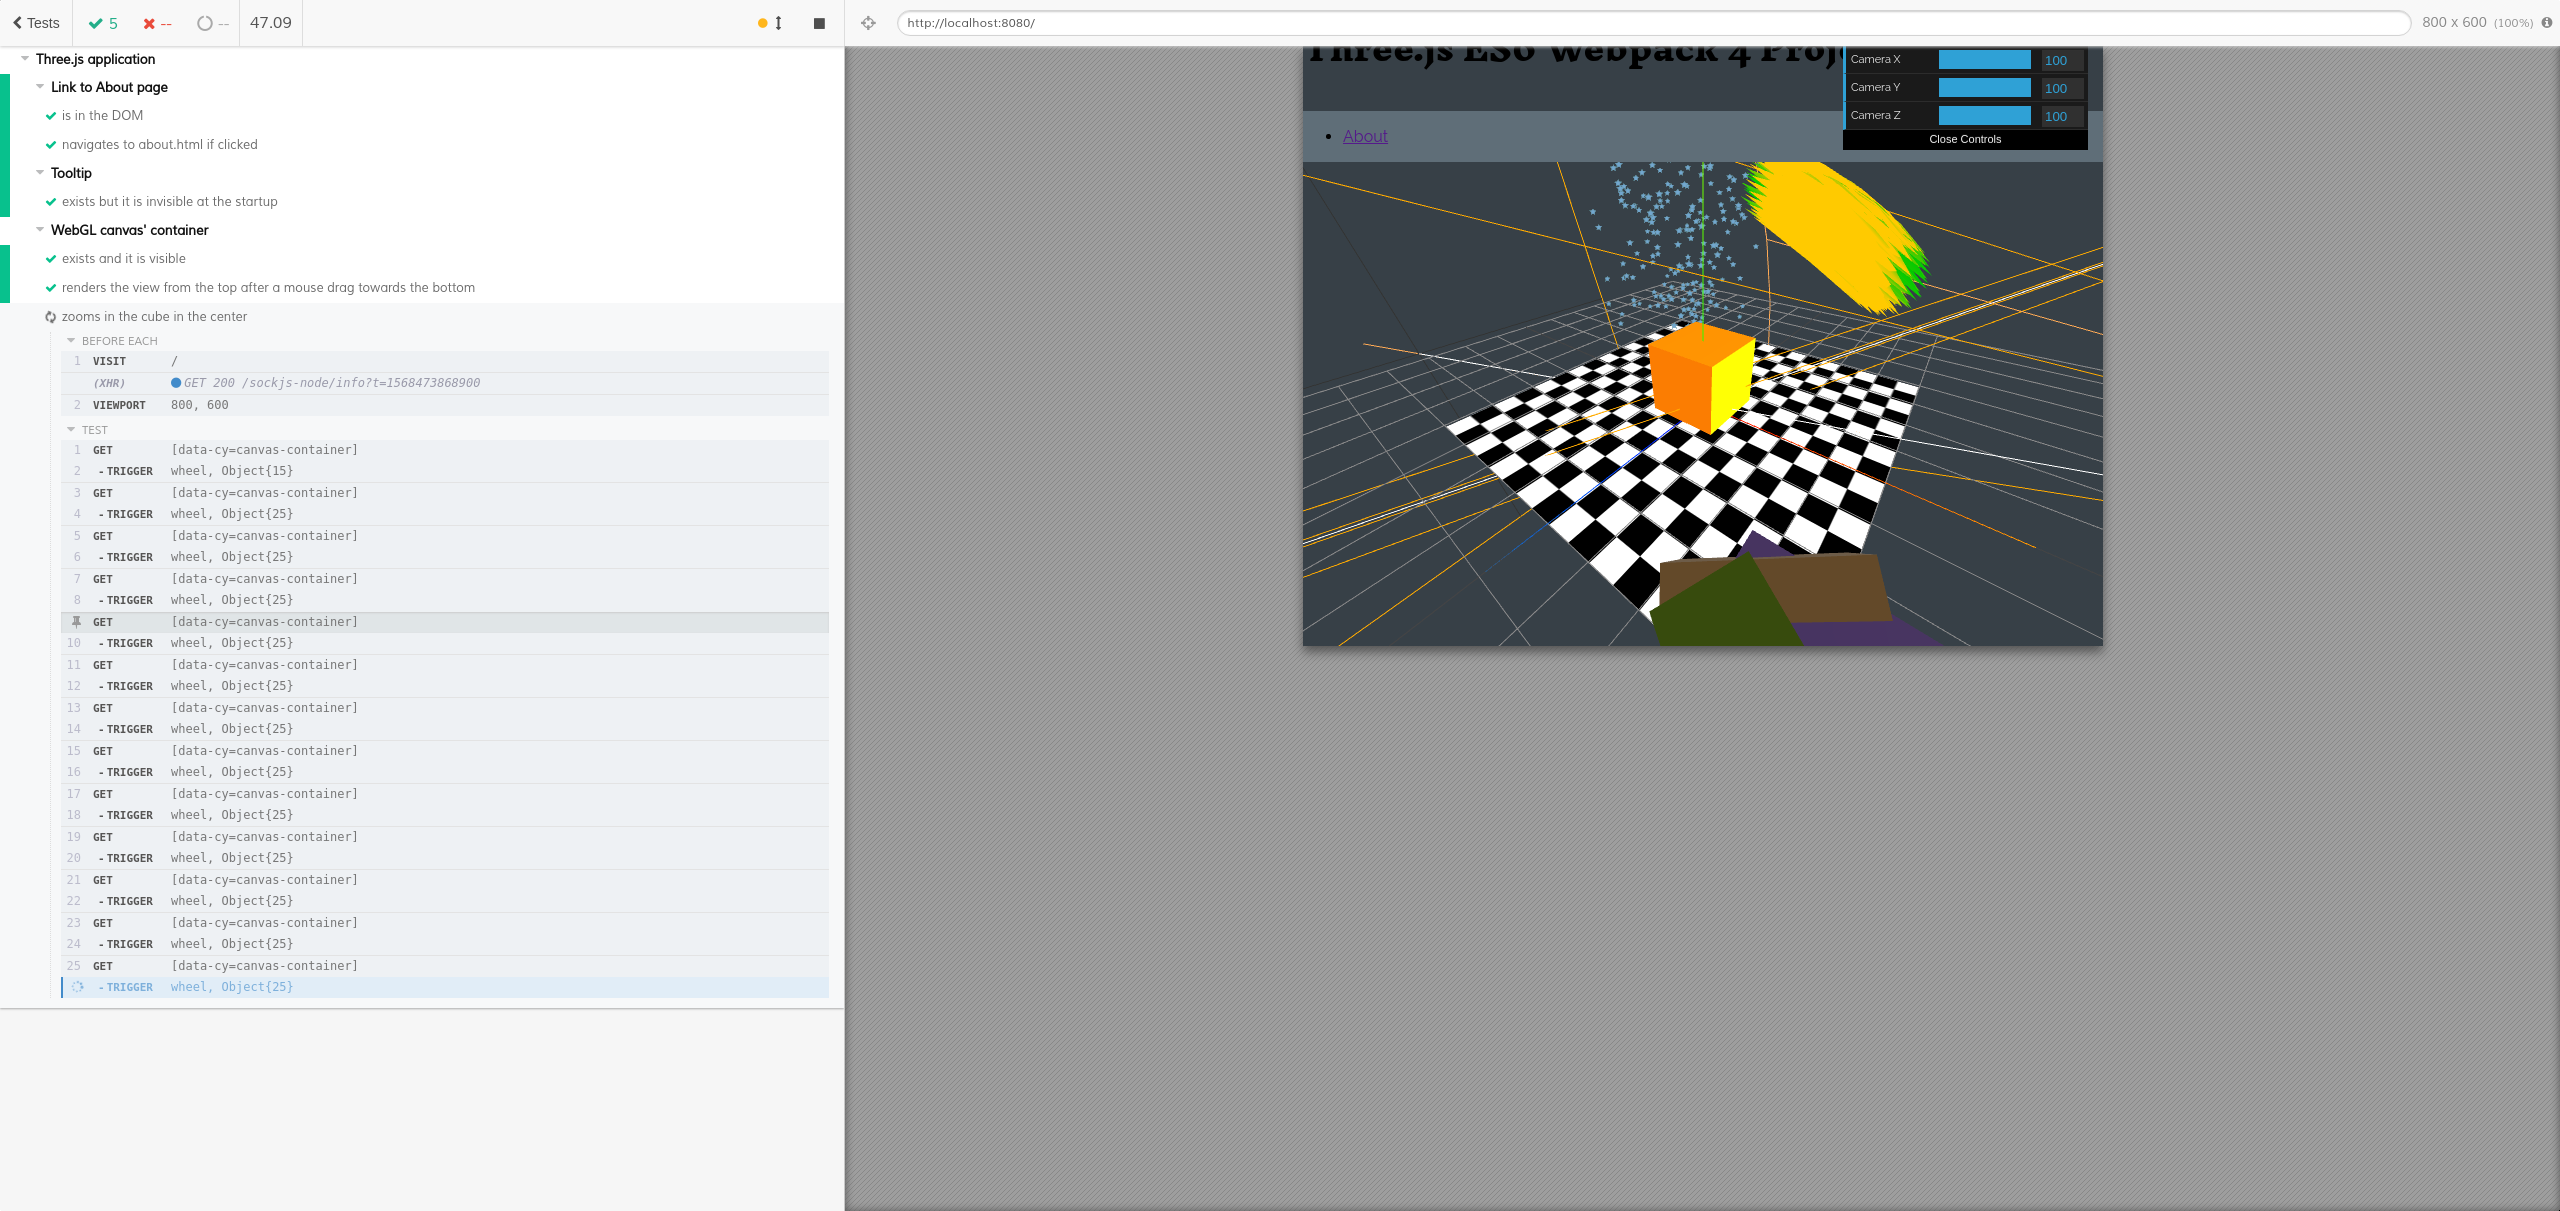 Tests 5 -- -- 47.09
Three.js application
Link to About page
is in the DOM
navigates to about.html if clicked
Tooltip
exists but it is invisible at the startup
WebGL canvas' container
exists and it is visible
renders the view from the top after a mouse drag towards the bottom
zooms in the cube in the center
BEFORE EACH
1 VISIT /
(XHR) GET 200 /sockjs-node/info?t=1568473868900
2 VIEWPORT 800, 600
TEST
1 GET [data-cy=canvas-container]
2 - TRIGGER wheel, Object{15}
3 GET [data-cy=canvas-container]
4 - TRIGGER wheel, Object{25}
5 GET [data-cy=canvas-container]
6 - TRIGGER wheel, Object{25}
7 GET [data-cy=canvas-container]
8 - TRIGGER wheel, Object{25}
GET [data-cy=canvas-container]
10 - TRIGGER wheel, Object{25}
11 GET [data-cy=canvas-container]
12 - TRIGGER wheel, Object{25}
13 GET [data-cy=canvas-container]
14 - TRIGGER wheel, Object{25}
15 GET [data-cy=canvas-container]
16 - TRIGGER wheel, Object{25}
17 GET [data-cy=canvas-container]
18 - TRIGGER wheel, Object{25}
19 GET [data-cy=canvas-container]
20 - TRIGGER wheel, Object{25}
21 GET [data-cy=canvas-container]
22 - TRIGGER wheel, Object{25}
23 GET [data-cy=canvas-container]
24 - TRIGGER wheel, Object{25}
25 GET [data-cy=canvas-container]
- TRIGGER wheel, Object{25}
http://localhost:8080/
800 x 600 (100%)
Three.js ES6 Webpack 4 Proj
Camera X 100
Camera Y 100
Camera Z 100
Close Controls
About